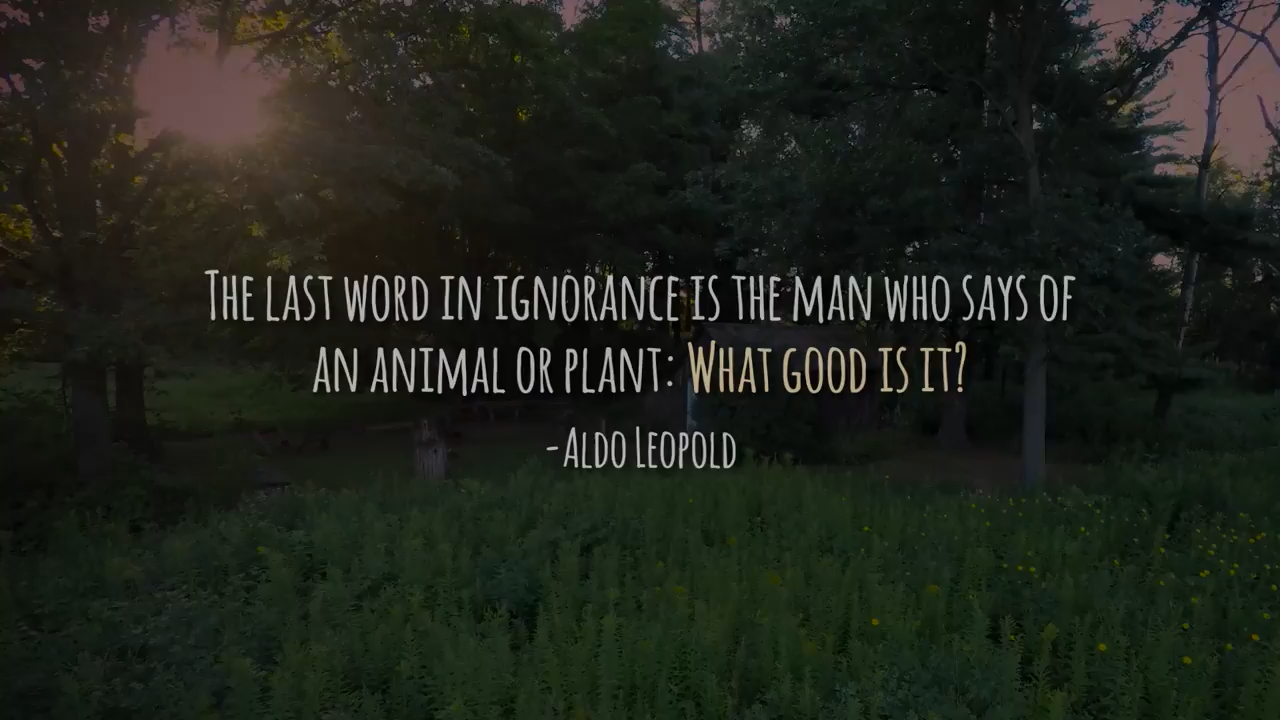 The last word in ignorance is the man who says of
an animal or plant: What good is it?
-Aldo Leopold